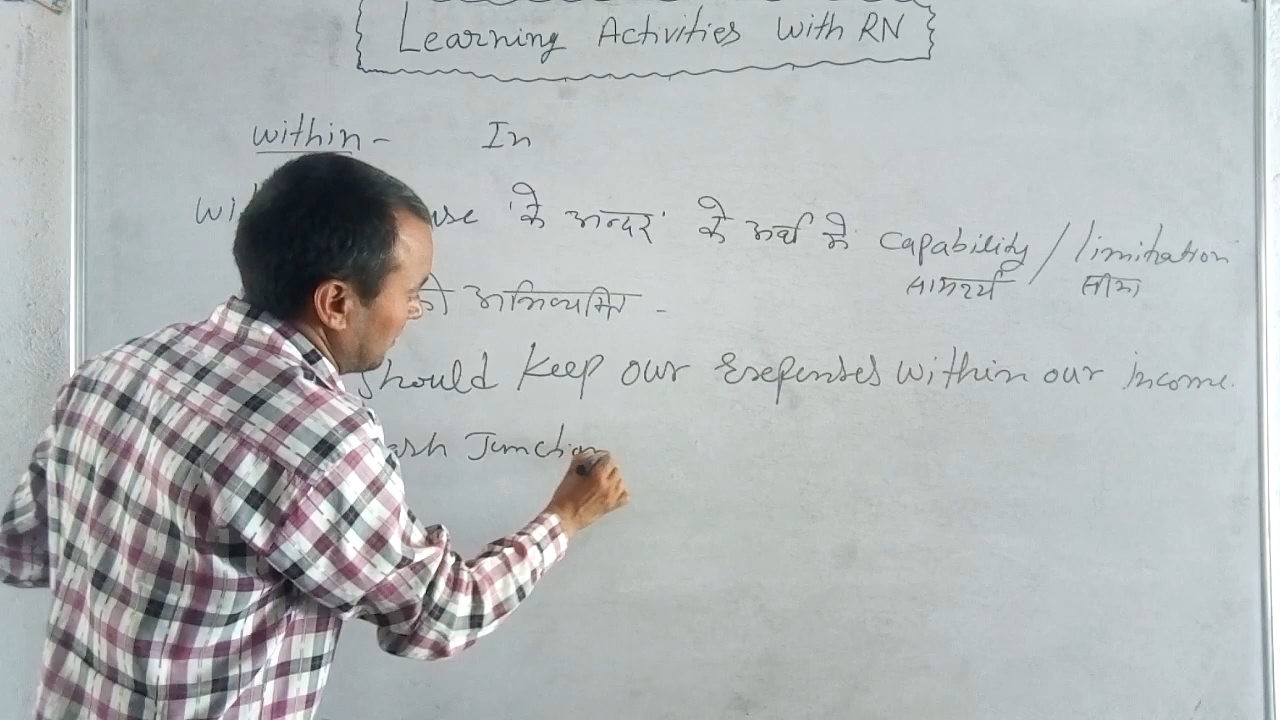 Learning Activities With RN
within - In
use 'के अन्दर' के अर्थ में capability / limitation
सामर्थ्य सीमा
को अभिव्यक्ति -
should keep our Expenses within our income.
Junction